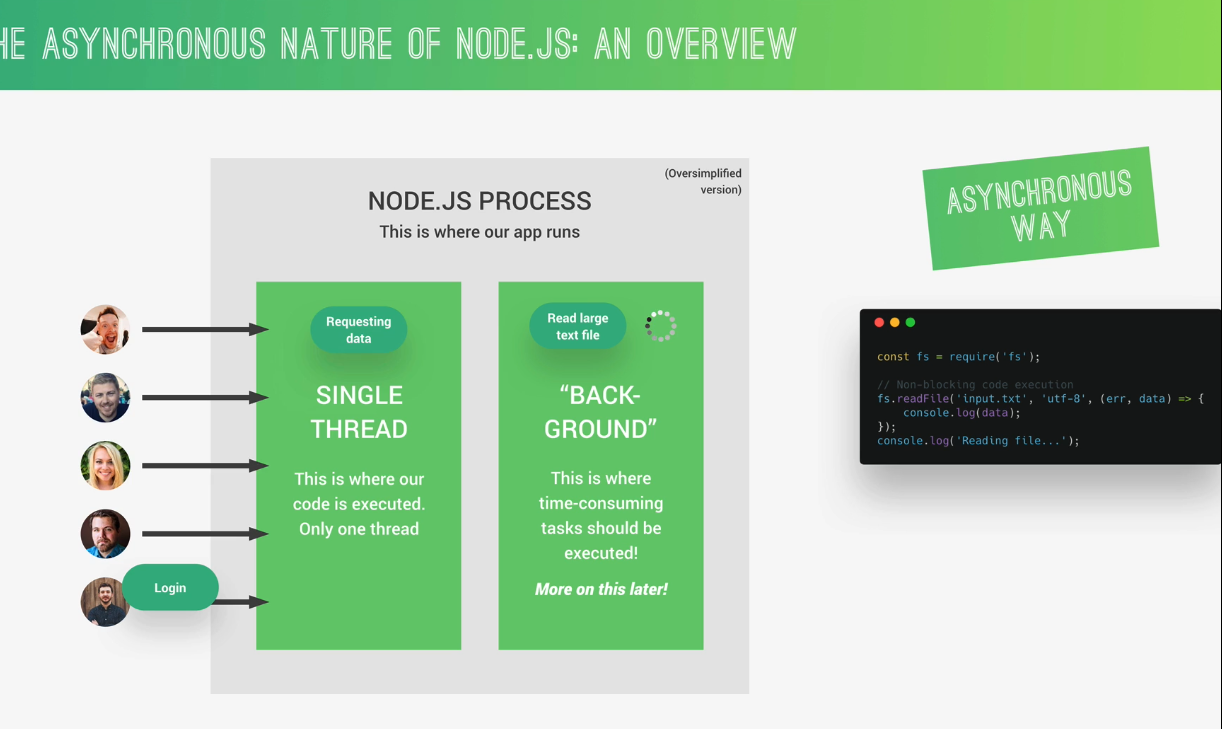 HE ASYNCHRONOUS NATURE OF NODE.JS: AN OVERVIEW
(Oversimplified
version)
NODE.JS PROCESS
This is where our app runs
Requesting
data
SINGLE
THREAD
This is where our
code is executed.
Only one thread
Read large
text file
“BACK-
GROUND”
This is where
time-consuming
tasks should be
executed!
More on this later!
Login
ASYNCHRONOUS
WAY
const fs = require('fs');
// Non-blocking code execution
fs.readFile('input.txt', 'utf-8', (err, data) => {
    console.log(data);
});
console.log('Reading file...');